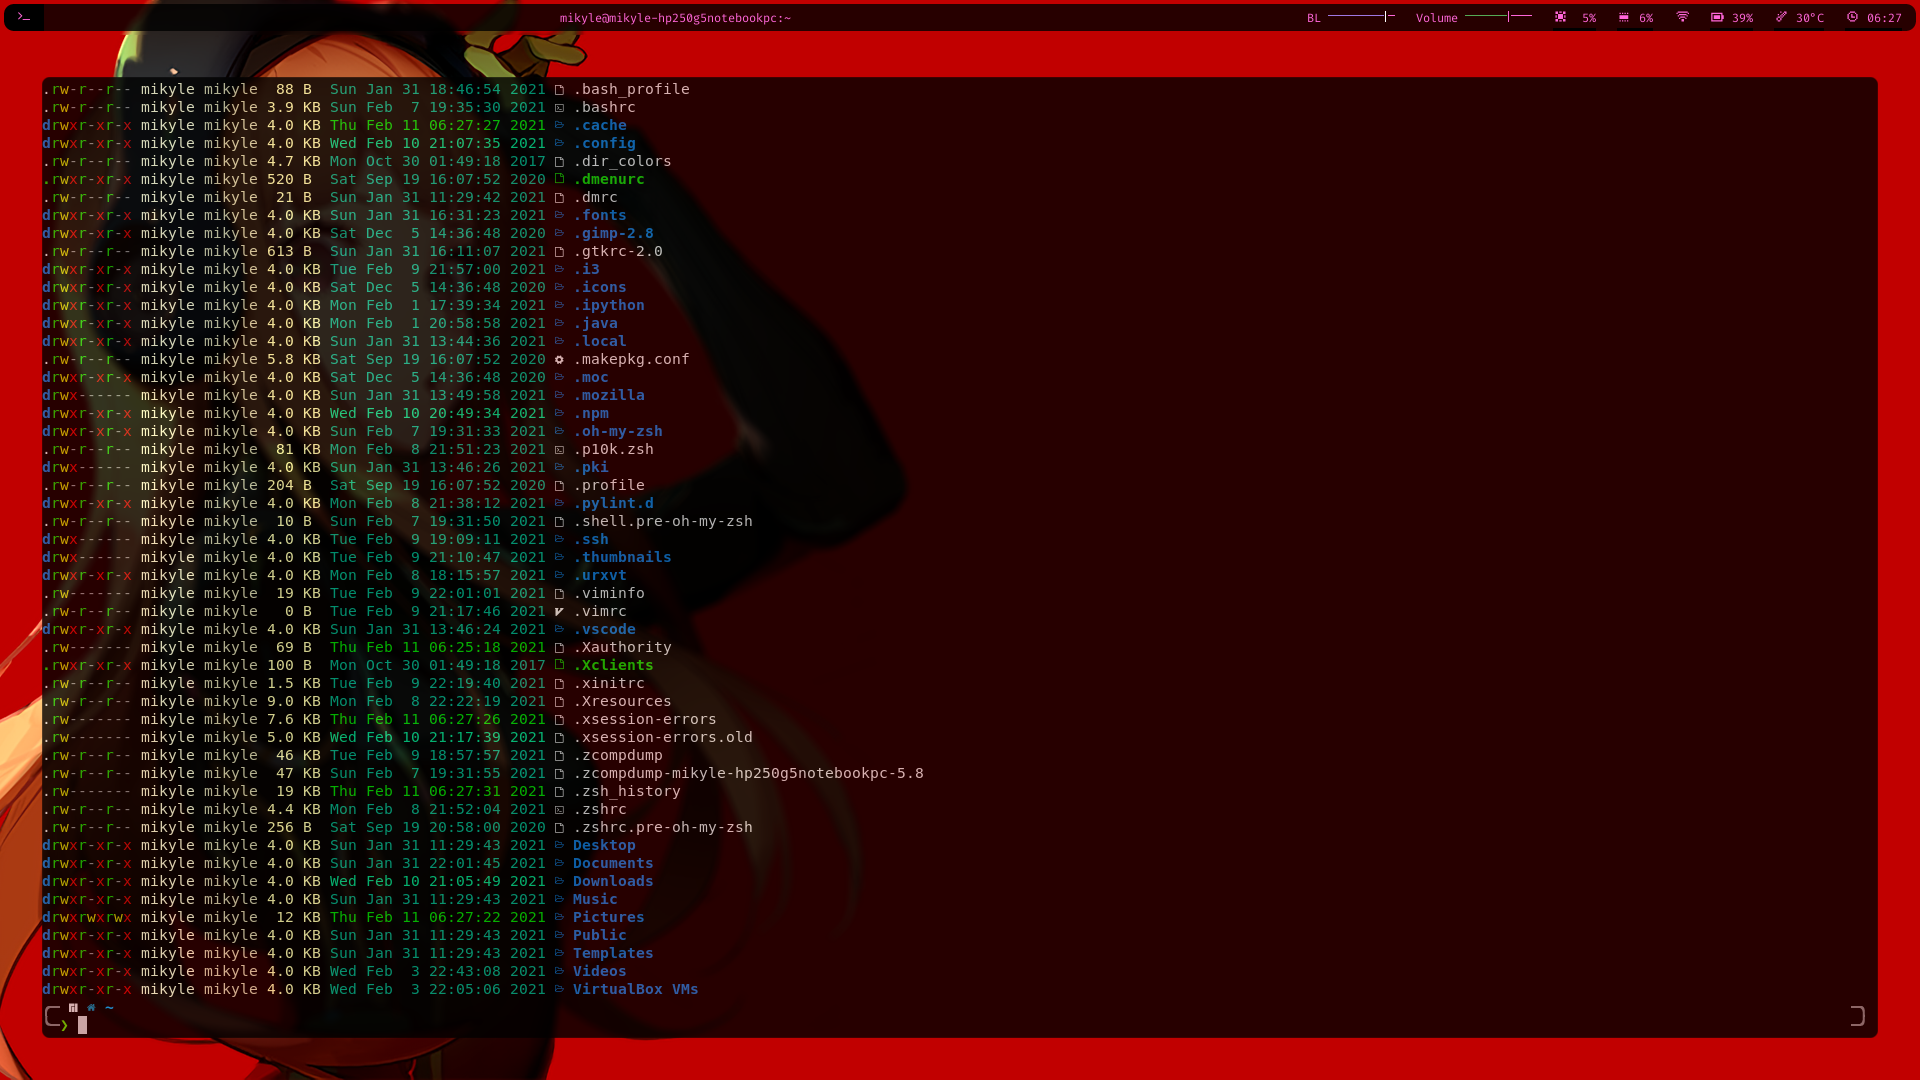 >_ mikyle@mikyle-hp250g5notebookpc:~ BL Volume 5% 6% 39% 30°C 06:27
.rw-r--r-- mikyle mikyle  88 B  Sun Jan 31 18:46:54 2021 .bash_profile
.rw-r--r-- mikyle mikyle 3.9 KB Sun Feb  7 19:35:30 2021 .bashrc
drwxr-xr-x mikyle mikyle 4.0 KB Thu Feb 11 06:27:27 2021 .cache
drwxr-xr-x mikyle mikyle 4.0 KB Wed Feb 10 21:07:35 2021 .config
.rw-r--r-- mikyle mikyle 4.7 KB Mon Oct 30 01:49:18 2017 .dir_colors
.rwxr-xr-x mikyle mikyle 520 B  Sat Sep 19 16:07:52 2020 .dmenurc
.rw-r--r-- mikyle mikyle  21 B  Sun Jan 31 11:29:42 2021 .dmrc
drwxr-xr-x mikyle mikyle 4.0 KB Sun Jan 31 16:31:23 2021 .fonts
drwxr-xr-x mikyle mikyle 4.0 KB Sat Dec  5 14:36:48 2020 .gimp-2.8
.rw-r--r-- mikyle mikyle 613 B  Sun Jan 31 16:11:07 2021 .gtkrc-2.0
drwxr-xr-x mikyle mikyle 4.0 KB Tue Feb  9 21:57:00 2021 .i3
drwxr-xr-x mikyle mikyle 4.0 KB Sat Dec  5 14:36:48 2020 .icons
drwxr-xr-x mikyle mikyle 4.0 KB Mon Feb  1 17:39:34 2021 .ipython
drwxr-xr-x mikyle mikyle 4.0 KB Mon Feb  1 20:58:58 2021 .java
drwxr-xr-x mikyle mikyle 4.0 KB Sun Jan 31 13:44:36 2021 .local
.rw-r--r-- mikyle mikyle 5.8 KB Sat Sep 19 16:07:52 2020 .makepkg.conf
drwxr-xr-x mikyle mikyle 4.0 KB Sat Dec  5 14:36:48 2020 .moc
drwx------ mikyle mikyle 4.0 KB Sun Jan 31 13:49:58 2021 .mozilla
drwxr-xr-x mikyle mikyle 4.0 KB Wed Feb 10 20:49:34 2021 .npm
drwxr-xr-x mikyle mikyle 4.0 KB Sun Feb  7 19:31:33 2021 .oh-my-zsh
.rw-r--r-- mikyle mikyle  81 KB Mon Feb  8 21:51:23 2021 .p10k.zsh
drwx------ mikyle mikyle 4.0 KB Sun Jan 31 13:46:26 2021 .pki
.rw-r--r-- mikyle mikyle 204 B  Sat Sep 19 16:07:52 2020 .profile
drwxr-xr-x mikyle mikyle 4.0 KB Mon Feb  8 21:38:12 2021 .pylint.d
.rw-r--r-- mikyle mikyle  10 B  Sun Feb  7 19:31:50 2021 .shell.pre-oh-my-zsh
drwx------ mikyle mikyle 4.0 KB Tue Feb  9 19:09:11 2021 .ssh
drwx------ mikyle mikyle 4.0 KB Tue Feb  9 21:10:47 2021 .thumbnails
drwxr-xr-x mikyle mikyle 4.0 KB Mon Feb  8 18:15:57 2021 .urxvt
.rw------- mikyle mikyle  19 KB Tue Feb  9 22:01:01 2021 .viminfo
.rw-r--r-- mikyle mikyle   0 B  Tue Feb  9 21:17:46 2021 .vimrc
drwxr-xr-x mikyle mikyle 4.0 KB Sun Jan 31 13:46:24 2021 .vscode
.rw------- mikyle mikyle  69 B  Thu Feb 11 06:25:18 2021 .Xauthority
.rwxr-xr-x mikyle mikyle 100 B  Mon Oct 30 01:49:18 2017 .Xclients
.rw-r--r-- mikyle mikyle 1.5 KB Tue Feb  9 22:19:40 2021 .xinitrc
.rw-r--r-- mikyle mikyle 9.0 KB Mon Feb  8 22:22:19 2021 .Xresources
.rw------- mikyle mikyle 7.6 KB Thu Feb 11 06:27:26 2021 .xsession-errors
.rw------- mikyle mikyle 5.0 KB Wed Feb 10 21:17:39 2021 .xsession-errors.old
.rw-r--r-- mikyle mikyle  46 KB Tue Feb  9 18:57:57 2021 .zcompdump
.rw-r--r-- mikyle mikyle  47 KB Sun Feb  7 19:31:55 2021 .zcompdump-mikyle-hp250g5notebookpc-5.8
.rw------- mikyle mikyle  19 KB Thu Feb 11 06:27:31 2021 .zsh_history
.rw-r--r-- mikyle mikyle 4.4 KB Mon Feb  8 21:52:04 2021 .zshrc
.rw-r--r-- mikyle mikyle 256 B  Sat Sep 19 20:58:00 2020 .zshrc.pre-oh-my-zsh
drwxr-xr-x mikyle mikyle 4.0 KB Sun Jan 31 11:29:43 2021 Desktop
drwxr-xr-x mikyle mikyle 4.0 KB Sun Jan 31 22:01:45 2021 Documents
drwxr-xr-x mikyle mikyle 4.0 KB Wed Feb 10 21:05:49 2021 Downloads
drwxr-xr-x mikyle mikyle 4.0 KB Sun Jan 31 11:29:43 2021 Music
drwxrwxrwx mikyle mikyle  12 KB Thu Feb 11 06:27:22 2021 Pictures
drwxr-xr-x mikyle mikyle 4.0 KB Sun Jan 31 11:29:43 2021 Public
drwxr-xr-x mikyle mikyle 4.0 KB Sun Jan 31 11:29:43 2021 Templates
drwxr-xr-x mikyle mikyle 4.0 KB Wed Feb  3 22:43:08 2021 Videos
drwxr-xr-x mikyle mikyle 4.0 KB Wed Feb  3 22:05:06 2021 VirtualBox VMs
~
❯